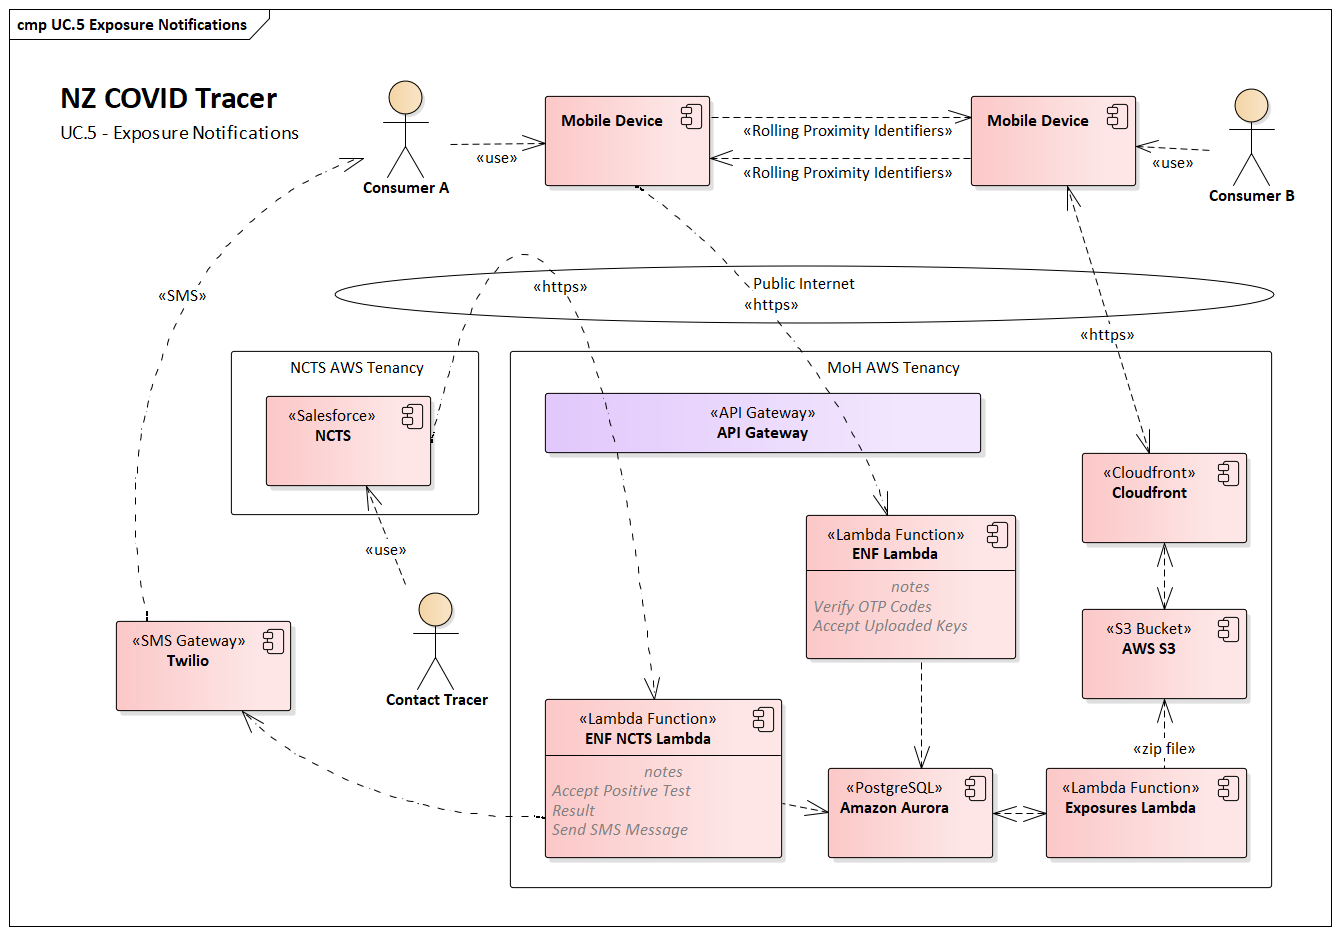 cmp UC.5 Exposure Notifications
NZ COVID Tracer
UC.5 - Exposure Notifications
Consumer A
«use»
Mobile Device
«Rolling Proximity Identifiers»
«Rolling Proximity Identifiers»
Mobile Device
«use»
Consumer B
«SMS»
«https»
Public Internet
«https»
«https»
NCTS AWS Tenancy
«Salesforce»
NCTS
MoH AWS Tenancy
«API Gateway»
API Gateway
«Cloudfront»
Cloudfront
«use»
Contact Tracer
«Lambda Function»
ENF Lambda
notes
Verify OTP Codes
Accept Uploaded Keys
«SMS Gateway»
Twilio
«S3 Bucket»
AWS S3
«zip file»
«Lambda Function»
ENF NCTS Lambda
notes
Accept Positive Test
Result
Send SMS Message
«PostgreSQL»
Amazon Aurora
«Lambda Function»
Exposures Lambda